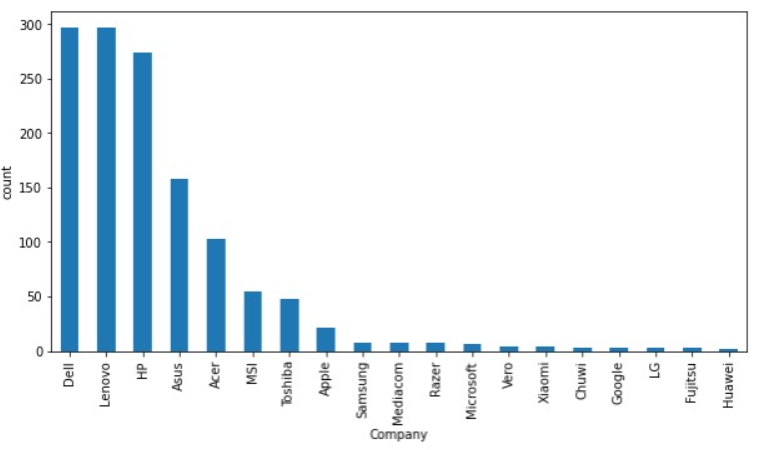 300
250
200
150
100
50
0
count
Dell
Lenovo
HP
Asus
Acer
MSI
Toshiba
Apple
Samsung
Mediacom
Razer
Microsoft
Vero
Xiaomi
Chuwi
Google
LG
Fujitsu
Huawei
Company